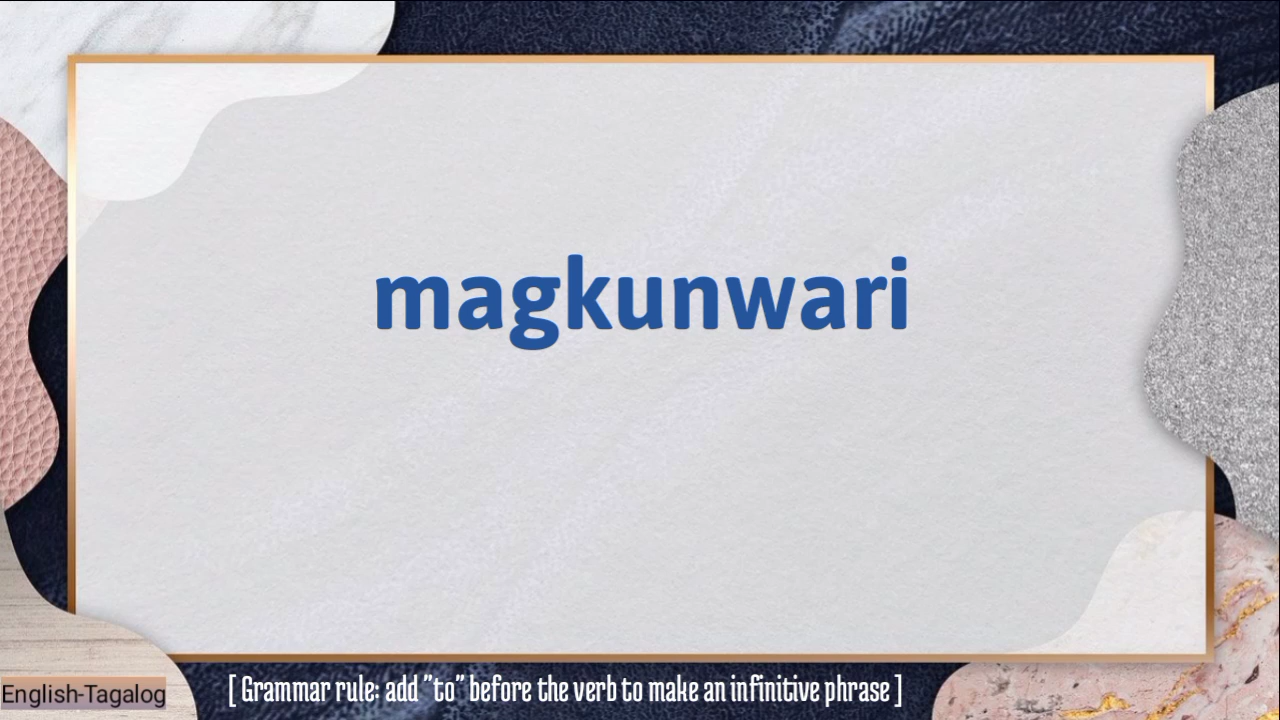 magkunwari
English-Tagalog
[ Grammar rule: add "to" before the verb to make an infinitive phrase ]